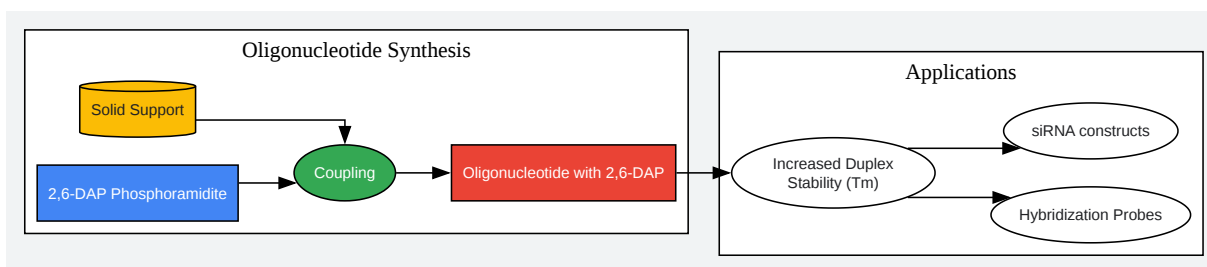 Oligonucleotide Synthesis
Solid Support
2,6-DAP Phosphoramidite
Coupling
Oligonucleotide with 2,6-DAP
Applications
Increased Duplex
Stability (Tm)
siRNA constructs
Hybridization Probes